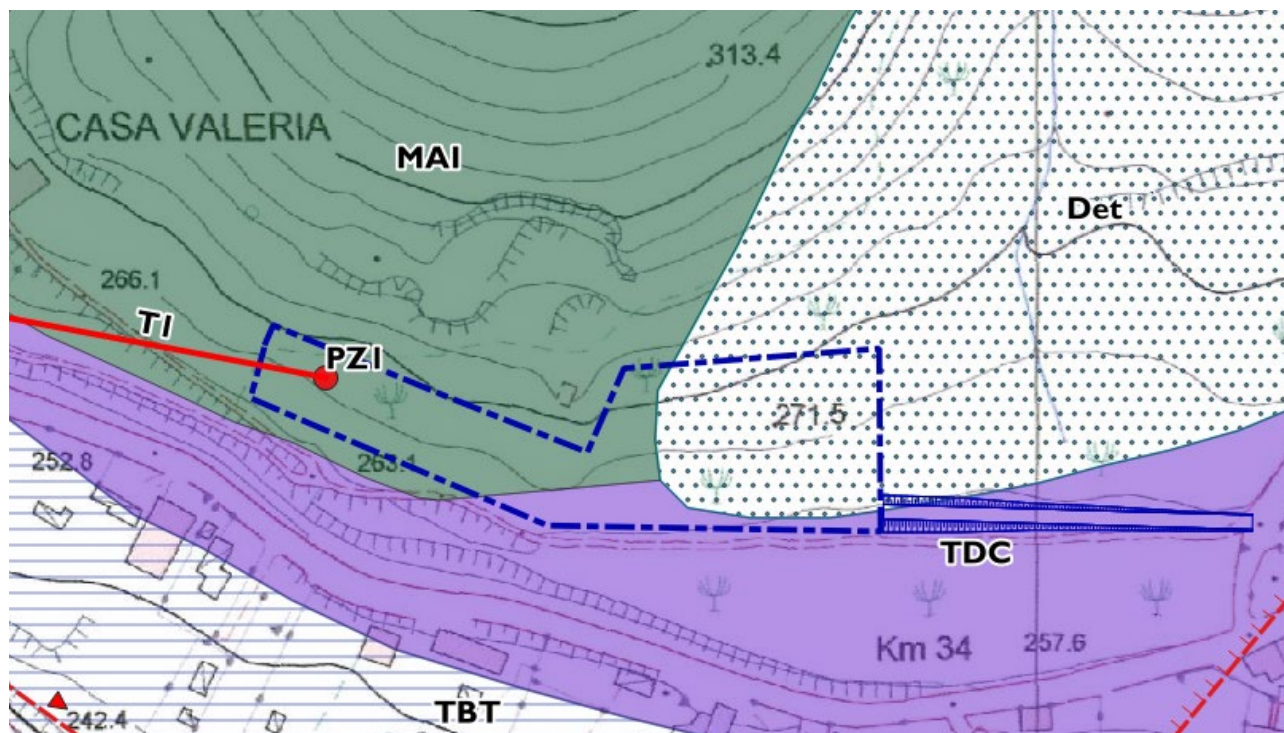 313.4
CASA VALERIA
MA1
Det
266.1
T1
PZ1
271.5
252.8
263.1
TDC
Km 34
257.6
TBT
242.4